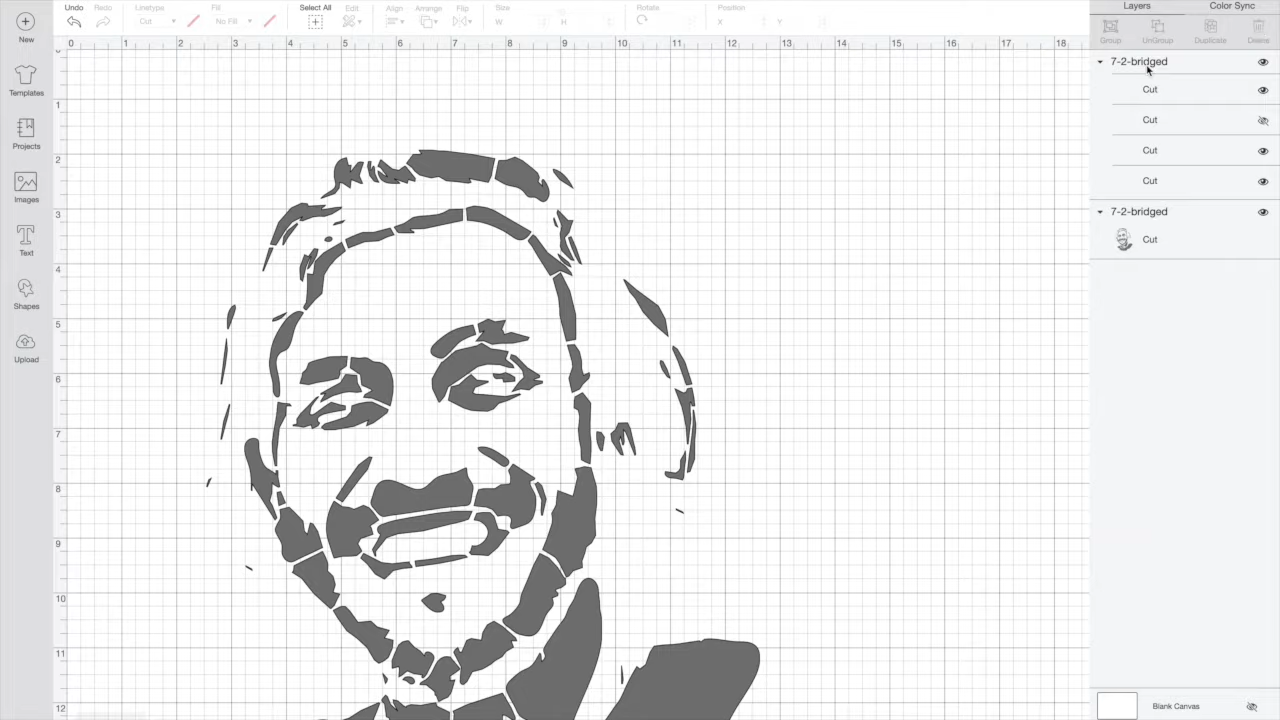 Undo Redo Linetype Fill Select All Edit Align Arrange Flip Size Rotate Position
Cut No Fill W H X Y
Layers Color Sync
Group UnGroup Duplicate Delete
0 1 2 3 4 5 6 7 8 9 10 11 12 13 14 15 16 17 18
1
2
3
4
5
6
7
8
9
10
11
12
New
Templates
Projects
Images
Text
Shapes
Upload
7-2-bridged
Cut
Cut
Cut
Cut
7-2-bridged
Cut
Blank Canvas